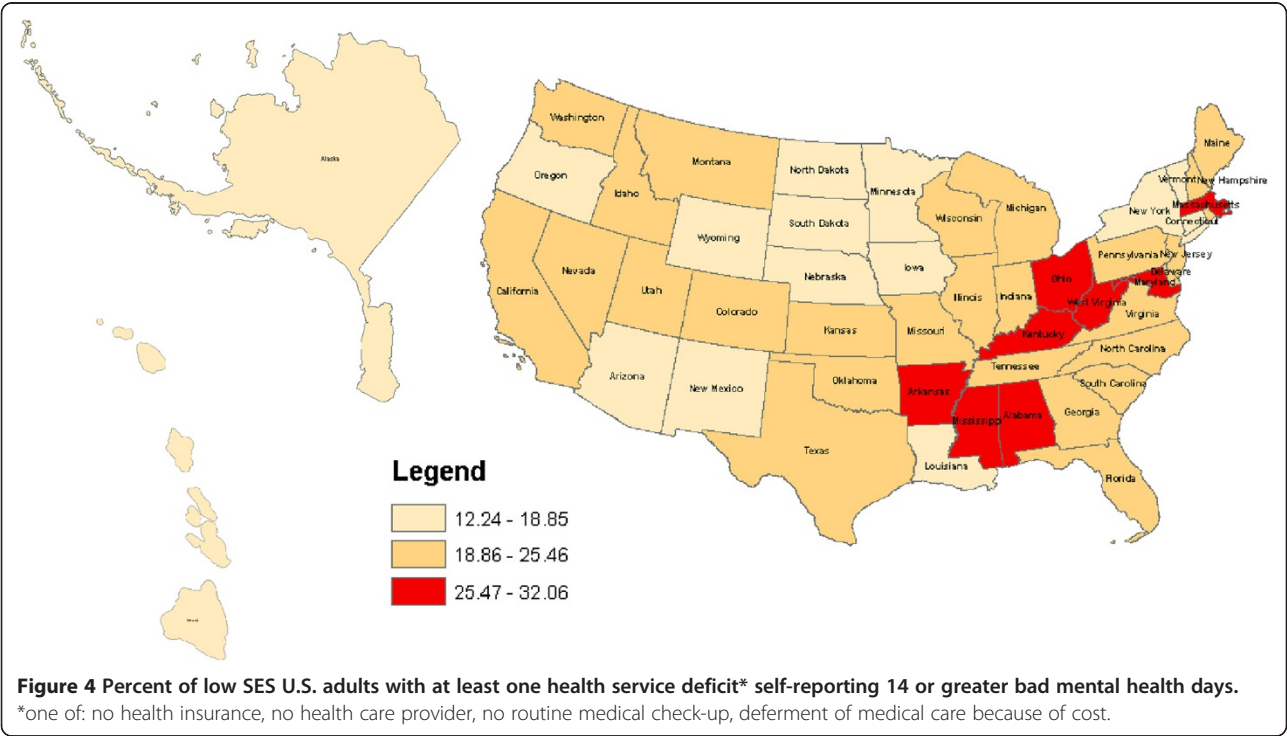 Alaska
Hawaii
Washington
Oregon
Idaho
Montana
Wyoming
North Dakota
South Dakota
Nebraska
Minnesota
Iowa
Wisconsin
Michigan
California
Nevada
Utah
Colorado
Kansas
Missouri
Illinois
Indiana
Ohio
Arizona
New Mexico
Oklahoma
Texas
Arkansas
Louisiana
Mississippi
Alabama
Tennessee
Kentucky
West Virginia
Virginia
North Carolina
South Carolina
Georgia
Florida
Maine
Vermont
New Hampshire
Massachusetts
New York
Connecticut
Pennsylvania
New Jersey
Delaware
Maryland
Legend
12.24 - 18.85
18.86 - 25.46
25.47 - 32.06
Figure 4 Percent of low SES U.S. adults with at least one health service deficit* self-reporting 14 or greater bad mental health days.
*one of: no health insurance, no health care provider, no routine medical check-up, deferment of medical care because of cost.